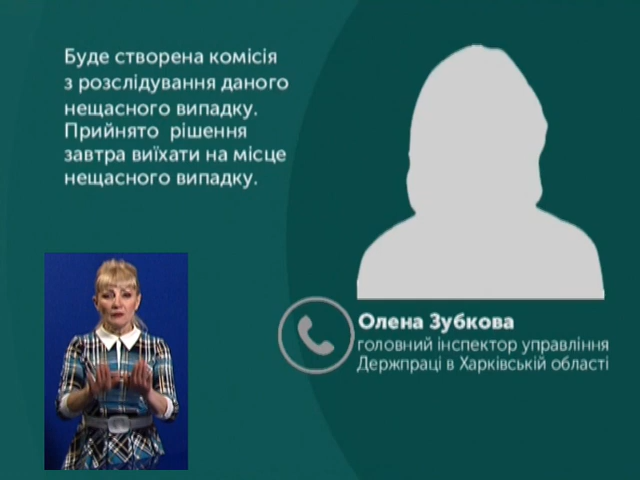 Буде створена комісія
з розслідування даного
нещасного випадку.
Прийнято рішення
завтра виїхати на місце
нещасного випадку.
Олена Зубкова
головний інспектор управління
Держпраці в Харківській області